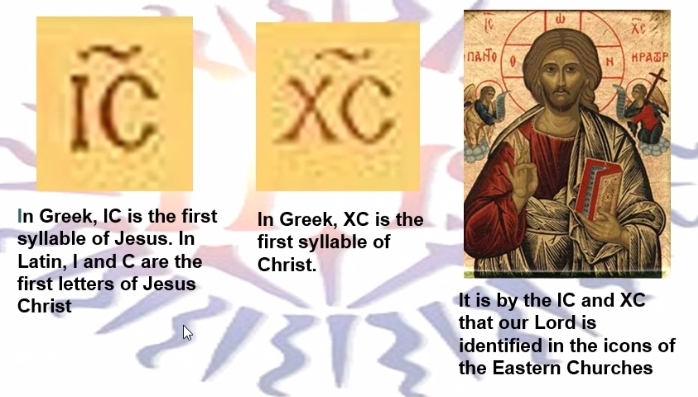 IC
In Greek, IC is the first
syllable of Jesus. In
Latin, I and C are the
first letters of Jesus
Christ
XC
In Greek, XC is the
first syllable of
Christ.
IC ω XC
ΠΑΝΤΟ Ο Ν
It is by the IC and XC
that our Lord is
identified in the icons of
the Eastern Churches